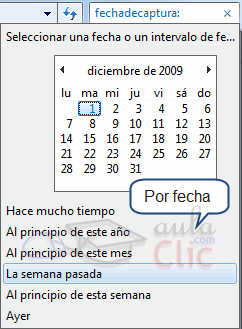 fechadecaptura:
Seleccionar una fecha o un intervalo de fe...
diciembre de 2009
lu ma mi ju vi sá do
1 2 3 4 5 6
7 8 9 10 11 12 13
14 15 16 17 18 19 20
21 22 23 24 25 26 27
28 29 30 31
Por fecha
Hace mucho tiempo
Al principio de este año
Al principio de este mes
La semana pasada
Al principio de esta semana
Ayer
aula
Clic
.com